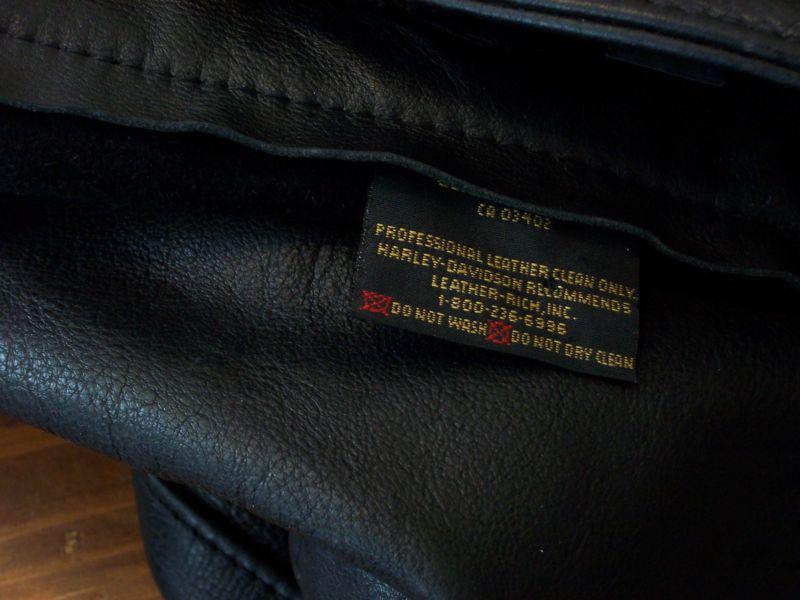 CA 03402
PROFESSIONAL LEATHER CLEAN ONLY.
HARLEY-DAVIDSON RECOMMENDS
LEATHER-RICH, INC.
1-800-236-6996
DO NOT WASH DO NOT DRY CLEAN